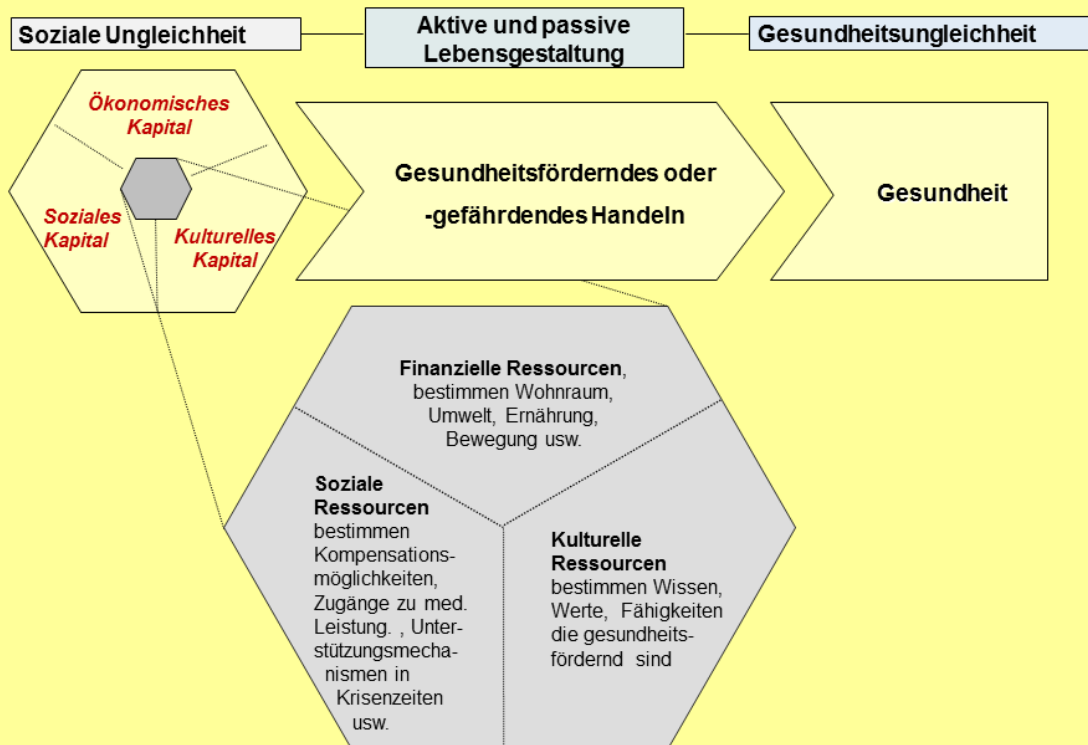 Soziale Ungleichheit
Aktive und passive
Lebensgestaltung
Gesundheitsungleichheit
Ökonomisches
Kapital
Soziales
Kapital
Kulturelles
Kapital
Gesundheitsförderndes oder
-gefährdendes Handeln
Gesundheit
Finanzielle Ressourcen,
bestimmen Wohnraum,
Umwelt, Ernährung,
Bewegung usw.
Soziale
Ressourcen
bestimmen
Kompensations-
möglichkeiten,
Zugänge zu med.
Leistung. , Unter-
stützungsmecha-
nismen in
Krisenzeiten
usw.
Kulturelle
Ressourcen
bestimmen Wissen,
Werte, Fähigkeiten
die gesundheits-
fördernd sind